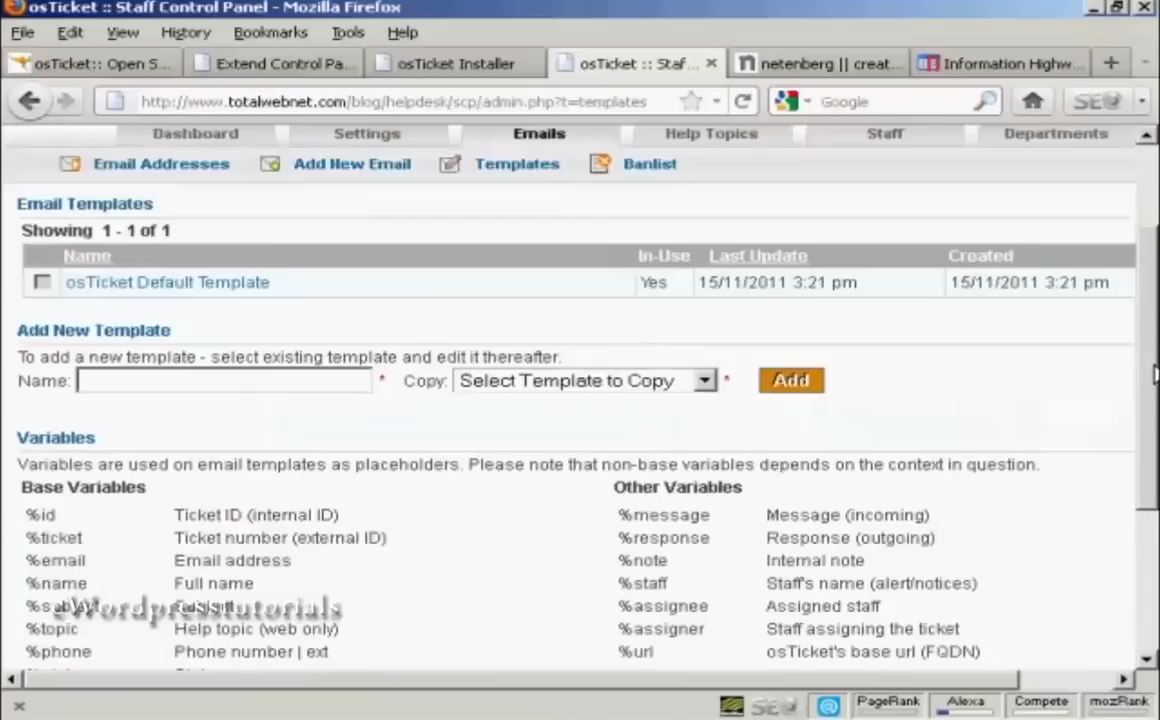 osTicket :: Staff Control Panel - Mozilla Firefox
File Edit View History Bookmarks Tools Help
osTicket:: Open S... Extend Control Pa... osTicket Installer osTicket :: Staf... netenberg || creat... Information Highw...
http://www.totalwebnet.com/blog/helpdesk/scp/admin.php?t=templates Google SE
Dashboard Settings Emails Help Topics Staff Departments
Email Addresses Add New Email Templates Banlist
Email Templates
Showing 1 - 1 of 1
Name In-Use Last Update Created
osTicket Default Template Yes 15/11/2011 3:21 pm 15/11/2011 3:21 pm
Add New Template
To add a new template - select existing template and edit it thereafter.
Name: * Copy: Select Template to Copy * Add
Variables
Variables are used on email templates as placeholders. Please note that non-base variables depends on the context in question.
Base Variables Other Variables
%id Ticket ID (internal ID) %message Message (incoming)
%ticket Ticket number (external ID) %response Response (outgoing)
%email Email address %note Internal note
%name Full name %staff Staff's name (alert/notices)
eWordpresstutorials %assignee Assigned staff
%topic Help topic (web only) %assigner Staff assigning the ticket
%phone Phone number | ext %url osTicket's base url (FQDN)
SE PageRank Alexa Compete mozRank